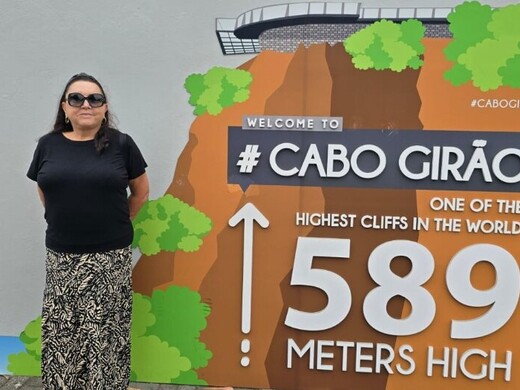 #CABOGI
WELCOME TO
# CABO GIRÃO
ONE OF THE
HIGHEST CLIFFS IN THE WORLD
589
METERS HIGH